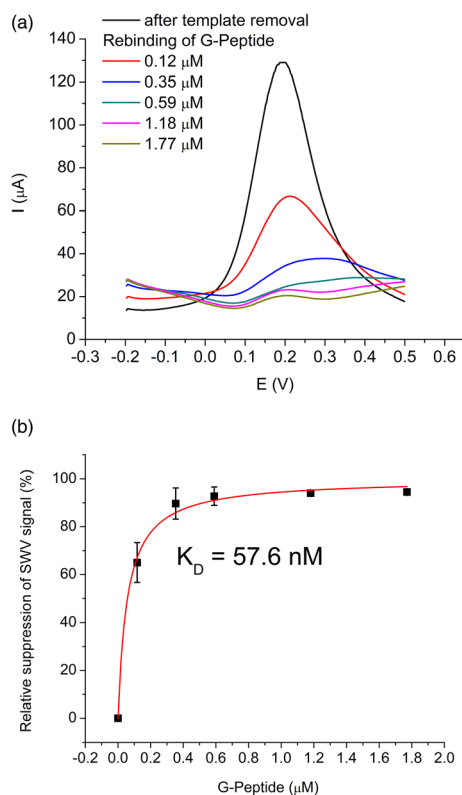 (a)
after template removal
Rebinding of G-Peptide
0.12 μM
0.35 μM
0.59 μM
1.18 μM
1.77 μM
140
120
100
80
60
40
20
0
I (μA)
-0.3 -0.2 -0.1 0.0 0.1 0.2 0.3 0.4 0.5 0.6
E (V)
(b)
100
80
60
40
20
0
Relative suppression of SWV signal (%)
K_D = 57.6 nM
-0.2 0.0 0.2 0.4 0.6 0.8 1.0 1.2 1.4 1.6 1.8 2.0
G-Peptide (μM)